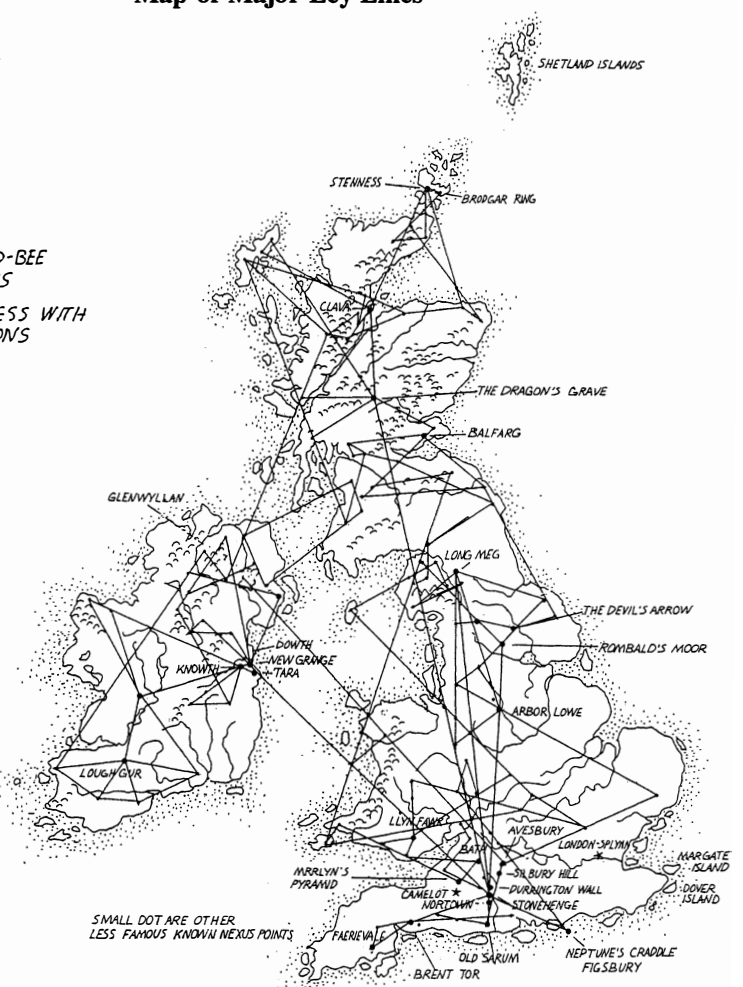 Map of Major Ley Lines
SHETLAND ISLANDS
STENNESS
BRODGAR RING
-BEE
S
ESS WITH
ONS
CLAVA
THE DRAGON'S GRAVE
BALFARG
GLENWYLLAN
LONG MEG
THE DEVIL'S ARROW
ROMBALD'S MOOR
DOWTH
NEW GRANGE
KNOWTH
TARA
ARBOR LOWE
LOUGH GUR
LLYN FAWR
AVESBURY
LONDON-SPLYNN
BATH
MARGATE
ISLAND
MRRLYN'S
PYRAMID
SILBURY HILL
DURRINGTON WALL
DOVER
ISLAND
CAMELOT
NORTOWN
STONEHENGE
SMALL DOT ARE OTHER
LESS FAMOUS KNOWN NEXUS POINTS
FAERIEVALE
OLD SARUM
NEPTUNE'S CRADDLE
FIGSBURY
BRENT TOR